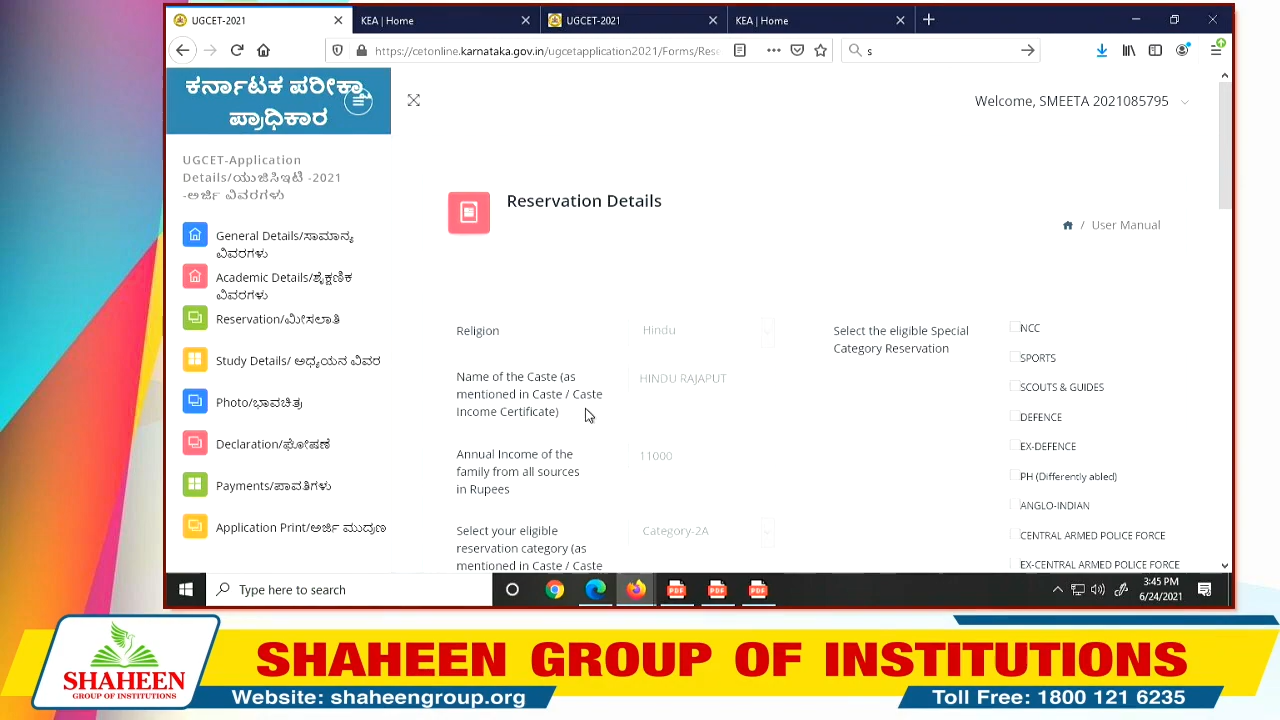 UGCET-2021
KEA | Home
UGCET-2021
KEA | Home
https://cetonline.karnataka.gov.in/ugcetapplication2021/Forms/Rese
s
ಕರ್ನಾಟಕ ಪರೀಕ್ಷಾ
ಪ್ರಾಧಿಕಾರ
Welcome, SMEETA 2021085795
UGCET-Application
Details/ಯುಜಿಸಿಇಟಿ -2021
-ಅರ್ಜಿ ವಿವರಗಳು
General Details/ಸಾಮಾನ್ಯ
ವಿವರಗಳು
Academic Details/ಶೈಕ್ಷಣಿಕ
ವಿವರಗಳು
Reservation/ಮೀಸಲಾತಿ
Study Details/ ಅಧ್ಯಯನ ವಿವರ
Photo/ಭಾವಚಿತ್ರ
Declaration/ಘೋಷಣೆ
Payments/ಪಾವತಿಗಳು
Application Print/ಅರ್ಜಿ ಮುದ್ರಣ
Reservation Details
/ User Manual
Religion
Hindu
Name of the Caste (as
mentioned in Caste / Caste
Income Certificate)
HINDU RAJAPUT
Annual Income of the
family from all sources
in Rupees
11000
Select your eligible
reservation category (as
mentioned in Caste / Caste
Category-2A
Select the eligible Special
Category Reservation
NCC
SPORTS
SCOUTS & GUIDES
DEFENCE
EX-DEFENCE
PH (Differently abled)
ANGLO-INDIAN
CENTRAL ARMED POLICE FORCE
EX-CENTRAL ARMED POLICE FORCE
Type here to search
PDF
PDF
PDF
3:45 PM
6/24/2021
SHAHEEN
GROUP OF INSTITUTIONS
SHAHEEN GROUP OF INSTITUTIONS
Website: shaheengroup.org
Toll Free: 1800 121 6235